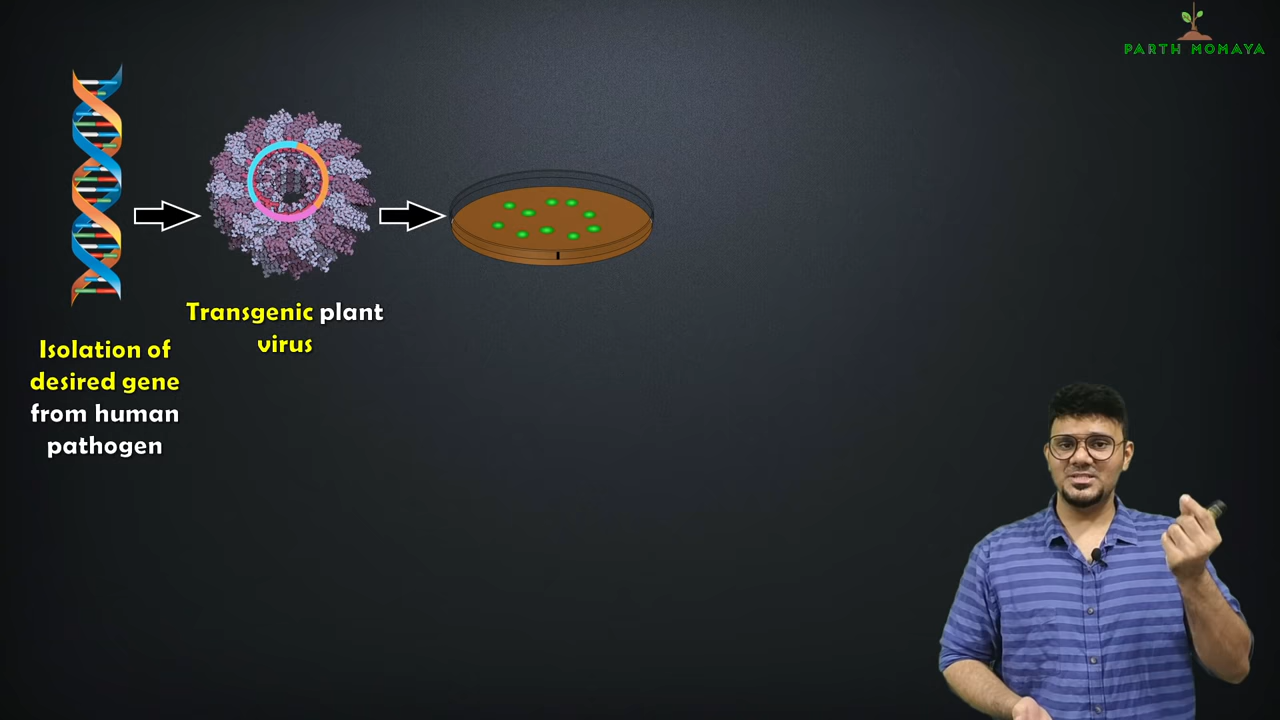 PARTH MOMAYA
Transgenic plant
virus
Isolation of
desired gene
from human
pathogen